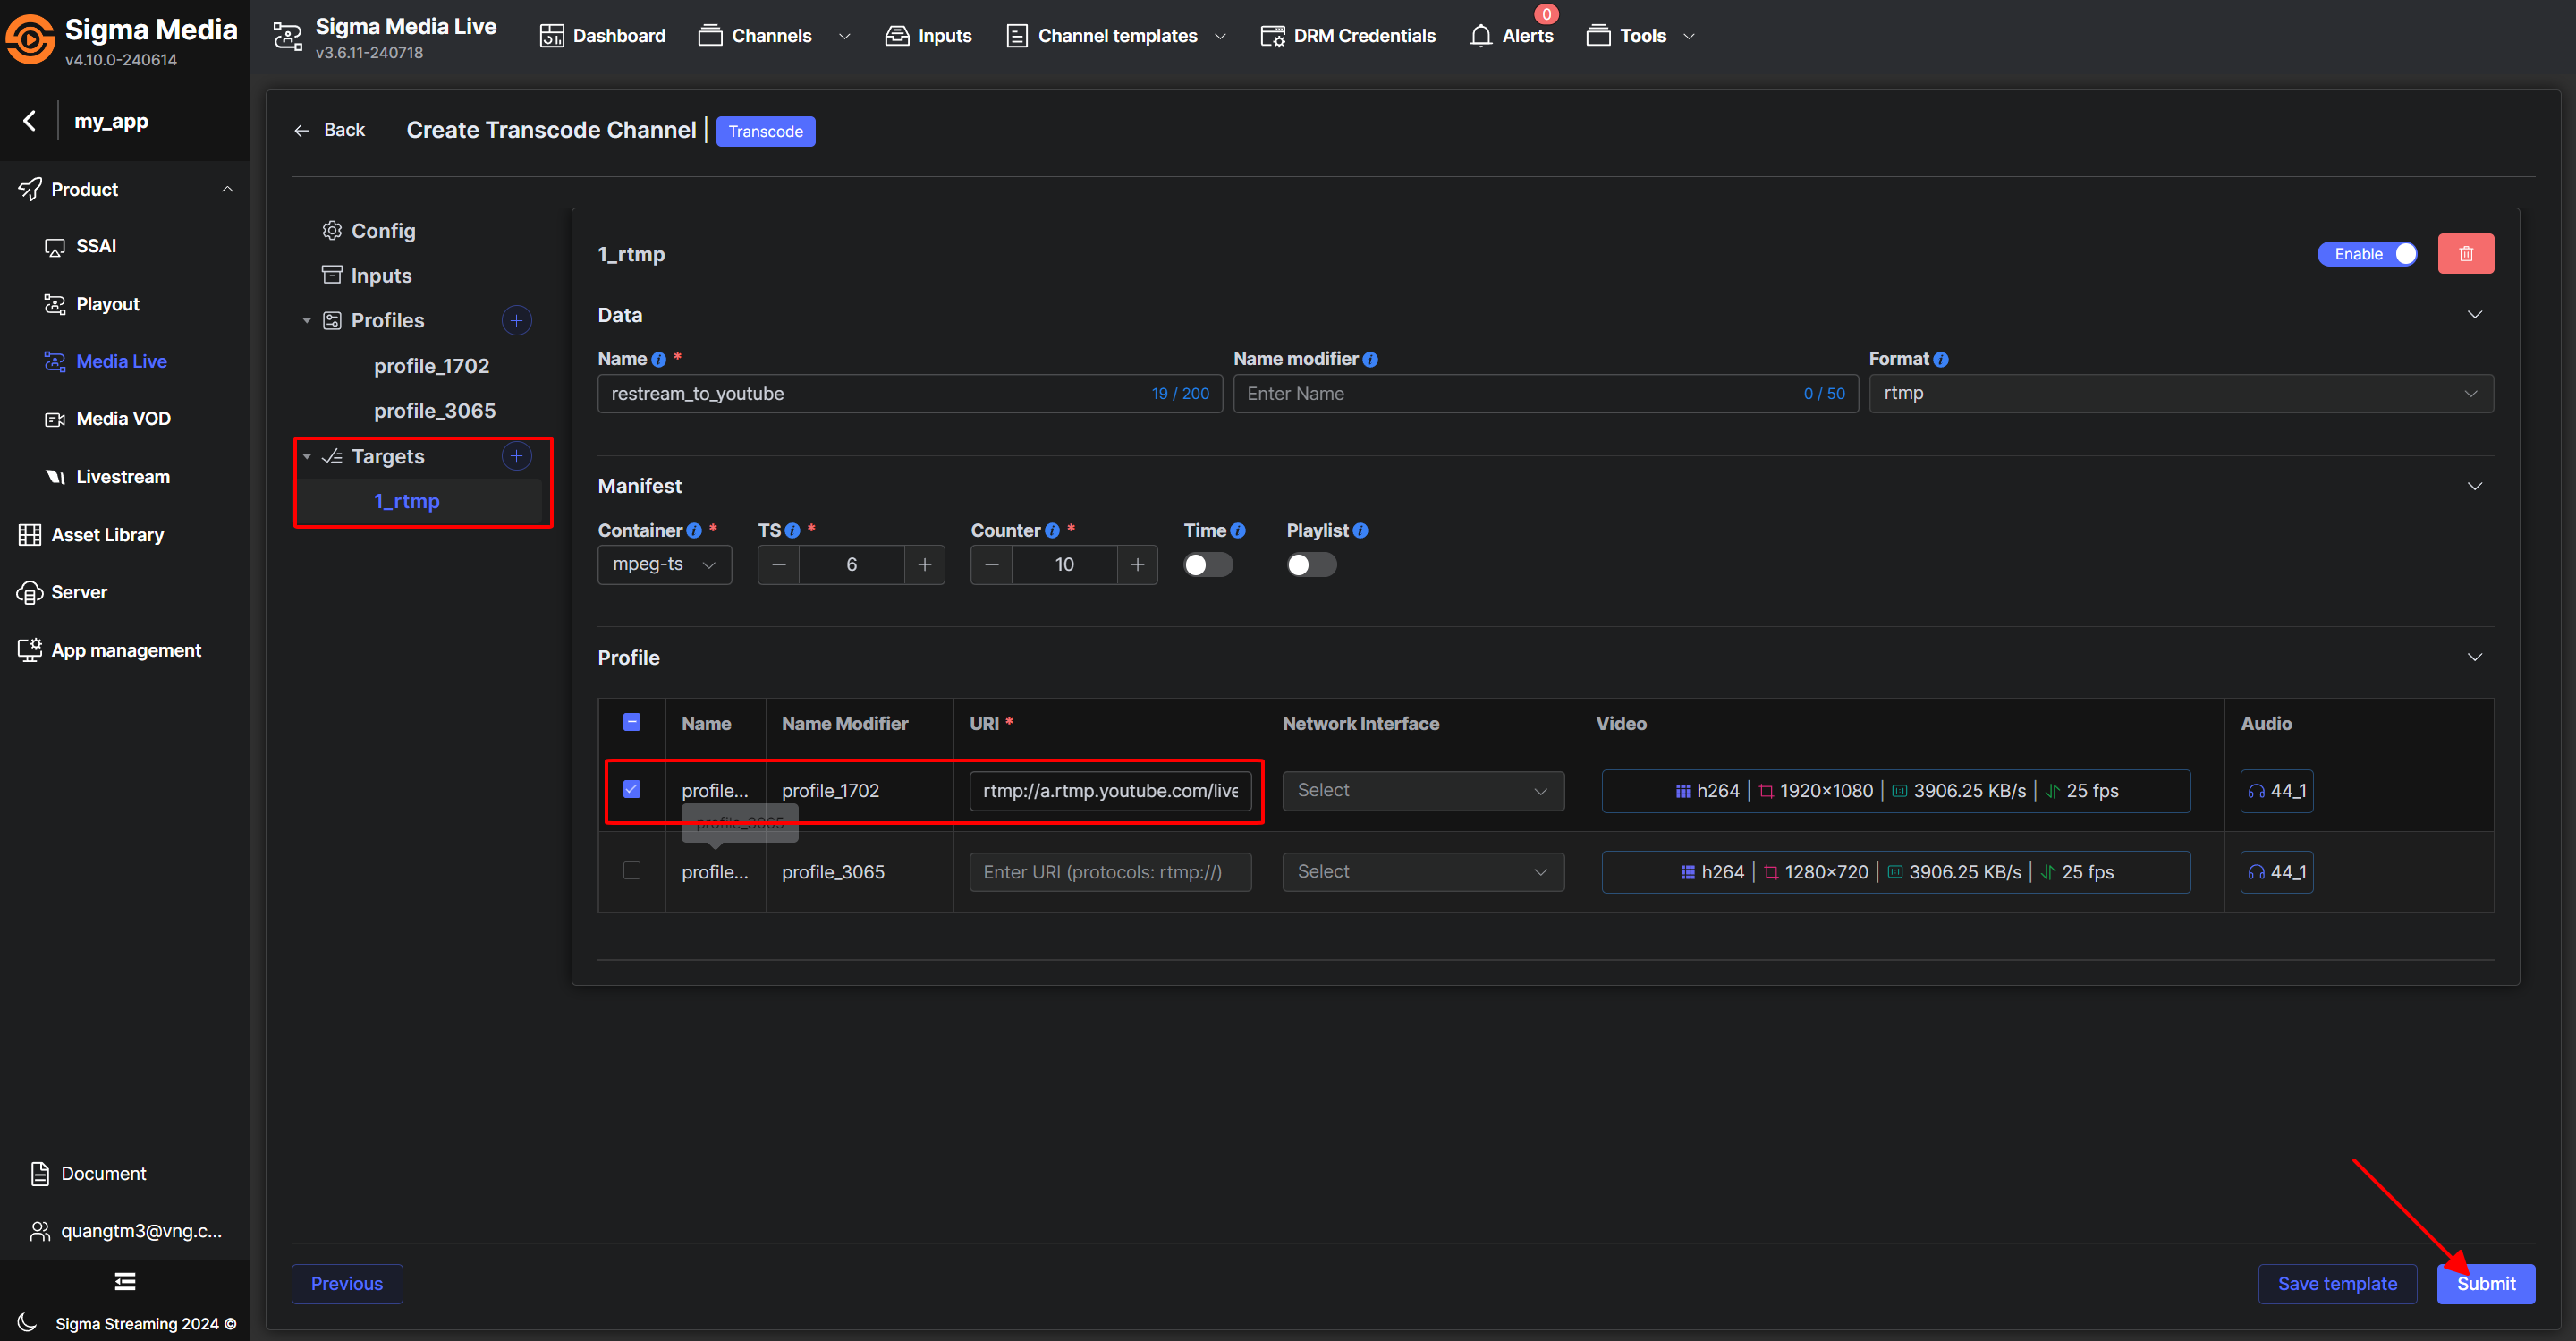 Sigma Media
v4.10.0-240614
Sigma Media Live
v3.6.11-240718
Dashboard
Channels
Inputs
Channel templates
DRM Credentials
Alerts
0
Tools
my_app
Product
SSAI
Playout
Media Live
Media VOD
Livestream
Asset Library
Server
App management
Document
quangtm3@vng.c...
Sigma Streaming 2024 ©
Back
Create Transcode Channel
Transcode
Config
Inputs
Profiles
profile_1702
profile_3065
Targets
1_rtmp
1_rtmp
Enable
Data
Name *
Name modifier
Format
restream_to_youtube 19 / 200
Enter Name 0 / 50
rtmp
Manifest
Container * TS * Counter * Time Playlist
mpeg-ts 6 10
Profile
Name Name Modifier URI * Network Interface Video Audio
profile... profile_1702 rtmp://a.rtmp.youtube.com/live Select h264 | 1920×1080 | 3906.25 KB/s | 25 fps 44_1
profile_3065
profile... profile_3065 Enter URI (protocols: rtmp://) Select h264 | 1280×720 | 3906.25 KB/s | 25 fps 44_1
Previous
Save template
Submit